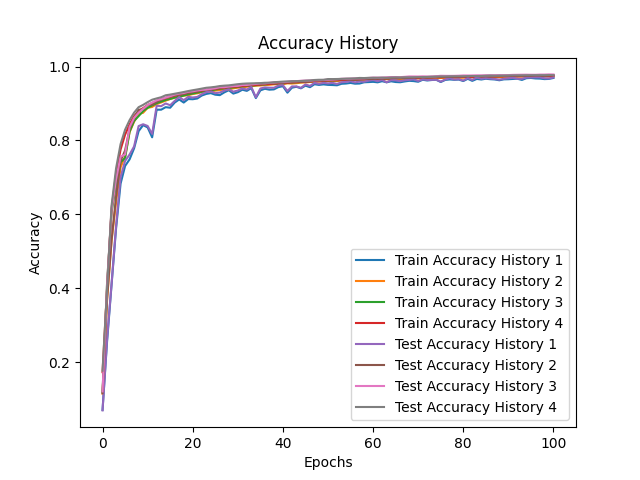 Accuracy History
1.0
0.8
0.6
0.4
0.2
Accuracy
Train Accuracy History 1
Train Accuracy History 2
Train Accuracy History 3
Train Accuracy History 4
Test Accuracy History 1
Test Accuracy History 2
Test Accuracy History 3
Test Accuracy History 4
0 20 40 60 80 100
Epochs